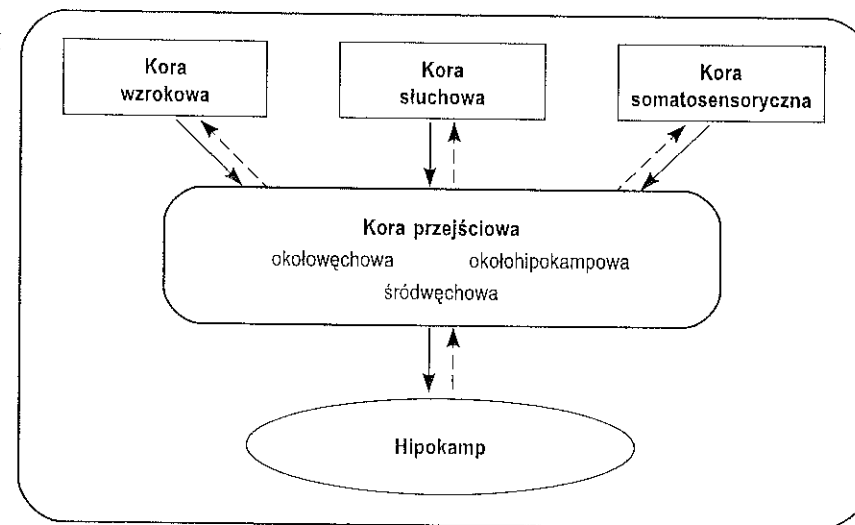 Kora
wzrokowa
Kora
słuchowa
Kora
somatosensoryczna
Kora przejściowa
okołowęchowa okołohipokampowa
śródwęchowa
Hipokamp